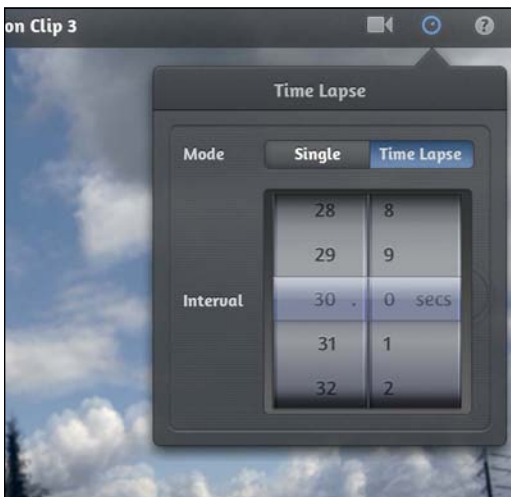 on Clip 3
?
Time Lapse
Mode Single Time Lapse
28 8
29 9
Interval 30 . 0 secs
31 1
32 2